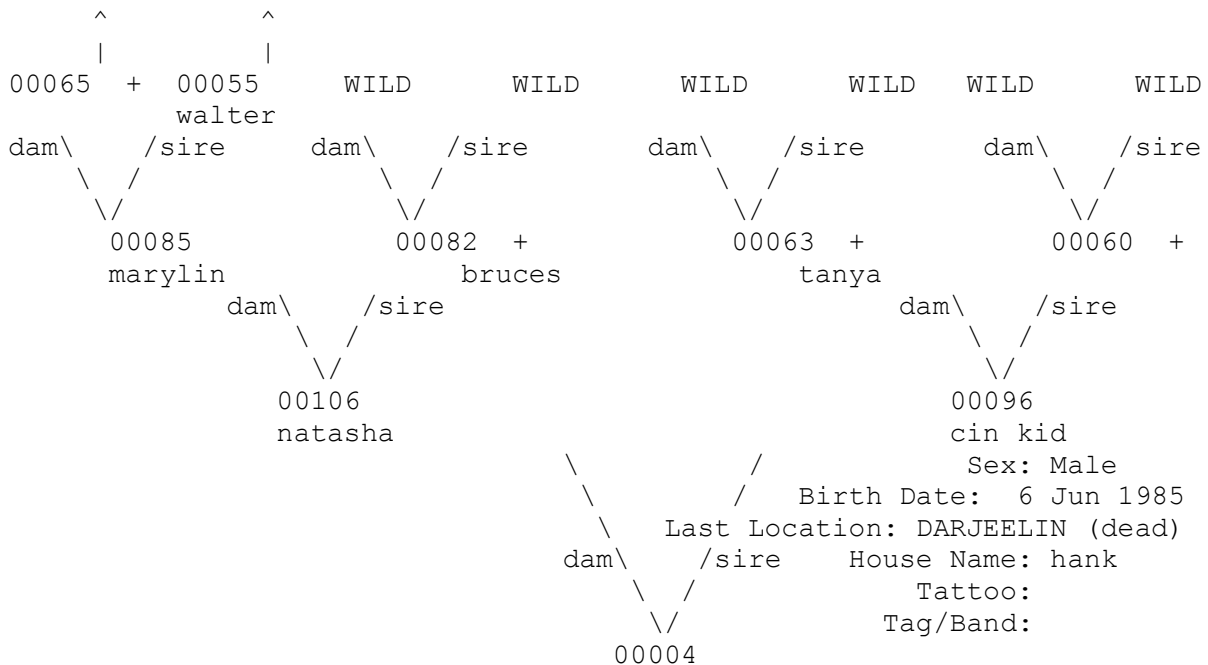 ^ ^
| |
00065 + 00055 WILD WILD WILD WILD WILD WILD
walter
dam\ /sire dam\ /sire dam\ /sire dam\ /sire
\ / \ / \ / \ /
\/ \/ \/ \/
00085 00082 + 00063 + 00060 +
marylin bruces tanya
dam\ /sire dam\ /sire
\ / \ /
\/ \/
00106 00096
natasha cin kid
\ / Sex: Male
\ / Birth Date: 6 Jun 1985
\ Last Location: DARJEELIN (dead)
dam\ /sire House Name: hank
\ / Tattoo:
\/ Tag/Band:
00004